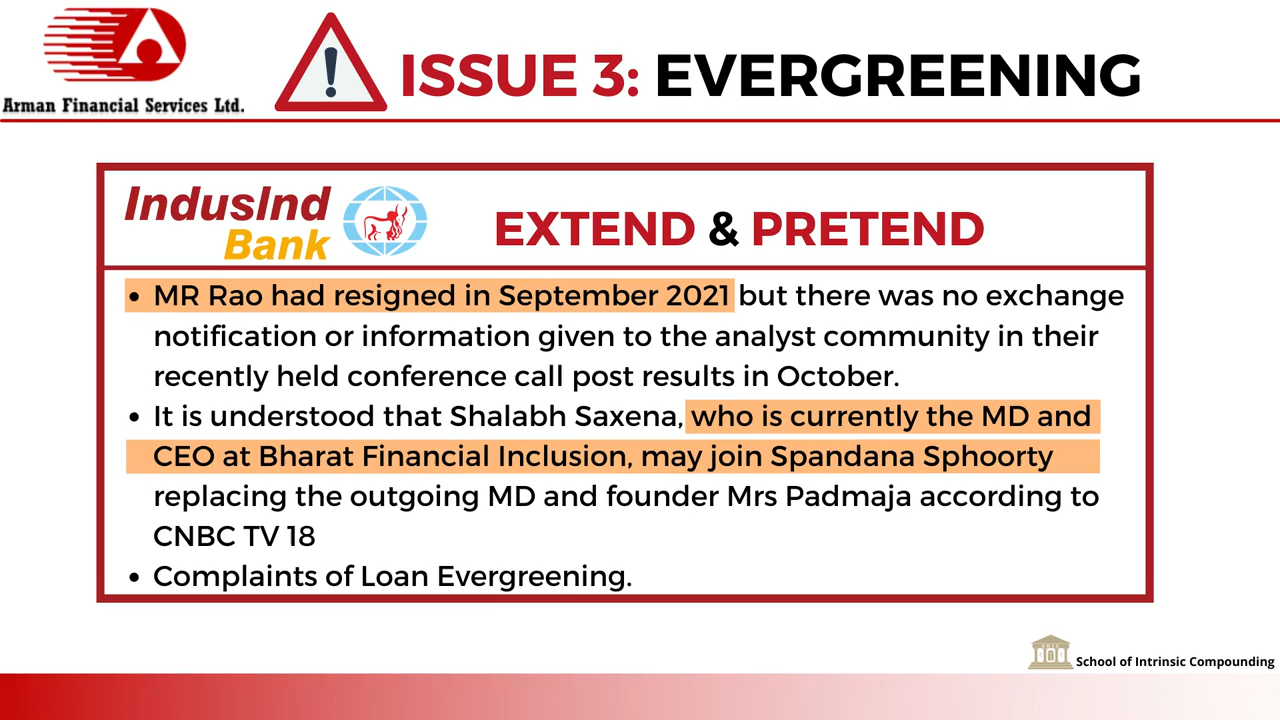 Arman Financial Services Ltd.
ISSUE 3: EVERGREENING
IndusInd
Bank
EXTEND & PRETEND
• MR Rao had resigned in September 2021 but there was no exchange
notification or information given to the analyst community in their
recently held conference call post results in October.
• It is understood that Shalabh Saxena, who is currently the MD and
CEO at Bharat Financial Inclusion, may join Spandana Sphoorty
replacing the outgoing MD and founder Mrs Padmaja according to
CNBC TV 18
• Complaints of Loan Evergreening.
School of Intrinsic Compounding